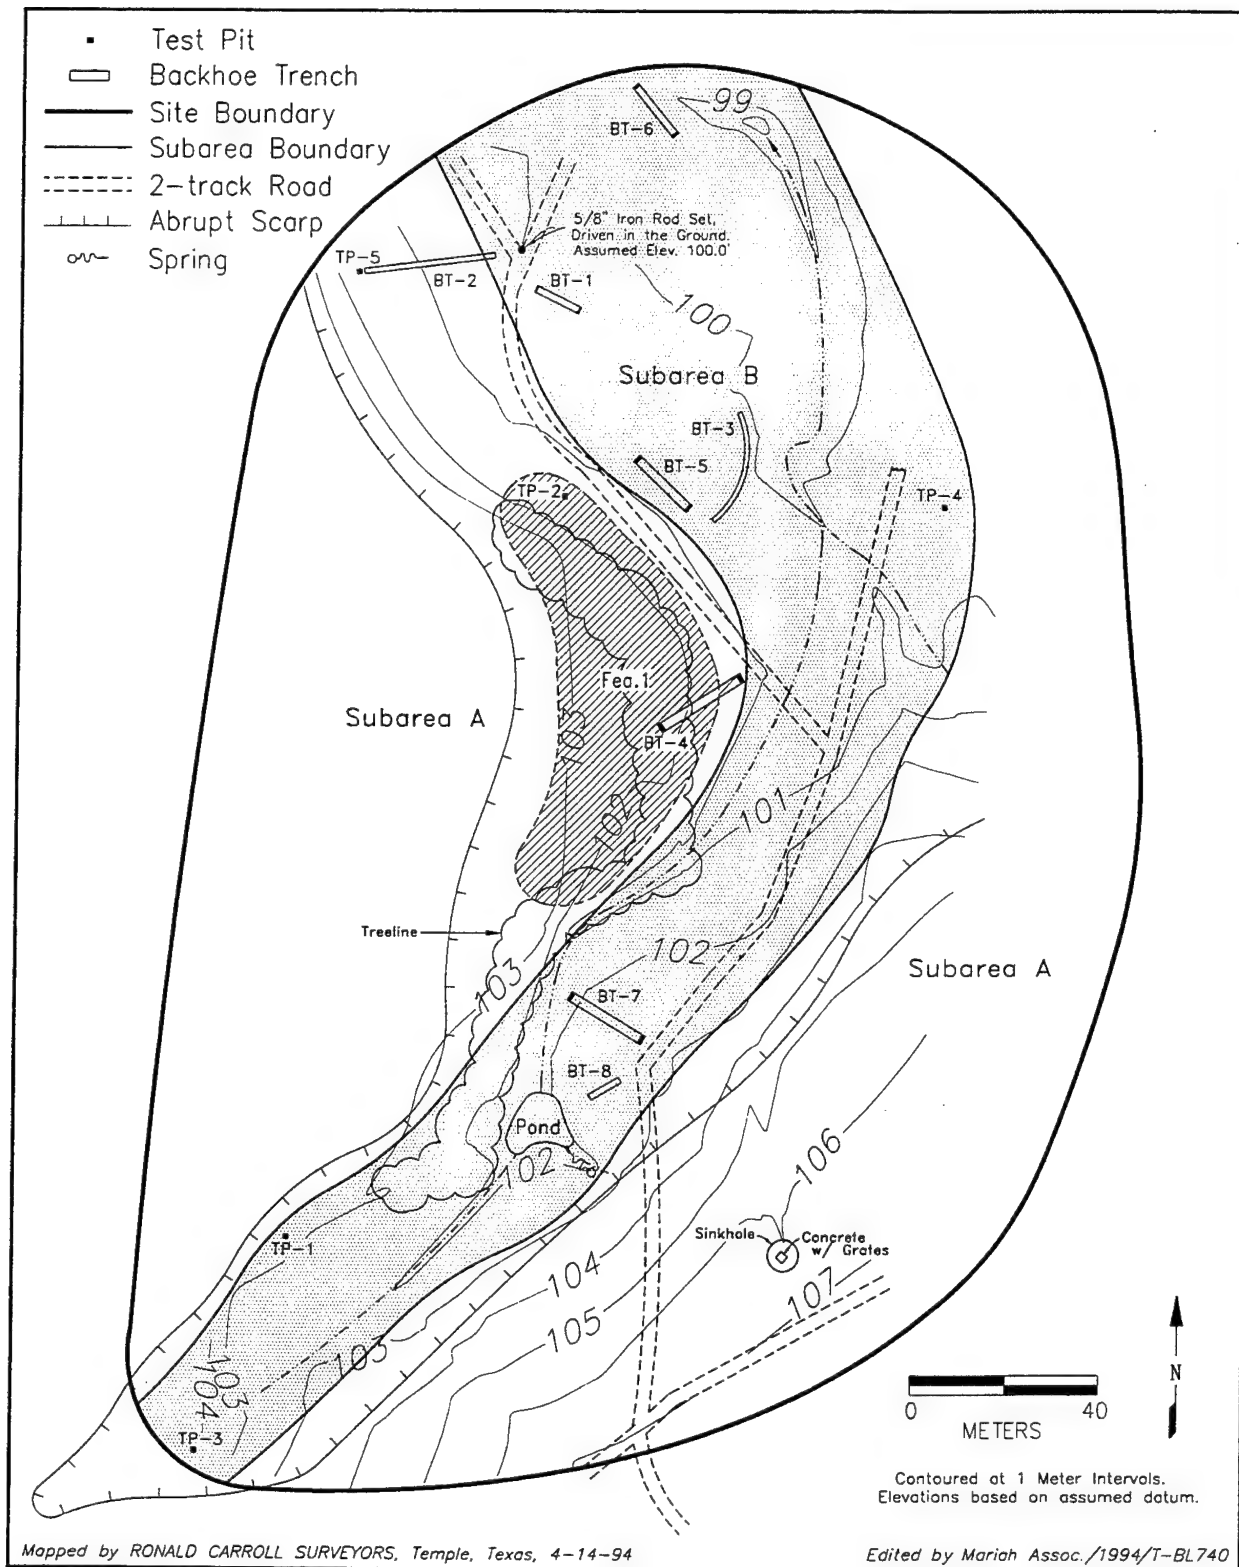 Test Pit
Backhoe Trench
Site Boundary
Subarea Boundary
2-track Road
Abrupt Scarp
Spring
99
BT-6
5/8" Iron Rod Set,
Driven in the Ground.
Assumed Elev. 100.0'
TP-5
BT-2
BT-1
100
Subarea B
BT-3
BT-5
TP-2
TP-4
Fea.1
Subarea A
103
BT-4
102
101
Treeline
102
103
Subarea A
BT-7
BT-8
Pond
102
106
Sinkhole
Concrete
w/ Grates
TP-1
104
107
105
103
103
104
TP-3
N
0 40
METERS
Contoured at 1 Meter Intervals.
Elevations based on assumed datum.
Mapped by RONALD CARROLL SURVEYORS, Temple, Texas, 4-14-94
Edited by Mariah Assoc./1994/T-BL740